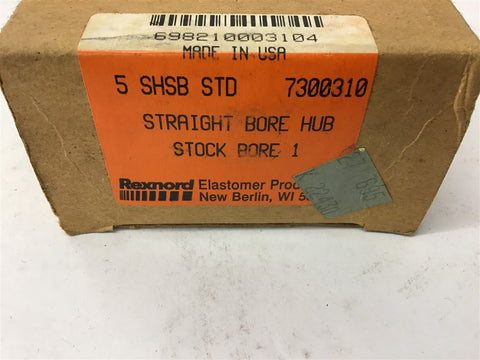 698210003104
MADE IN USA
5 SHSB STD 7300310
STRAIGHT BORE HUB
STOCK BORE 1
Rexnord Elastomer
New Berlin, WI